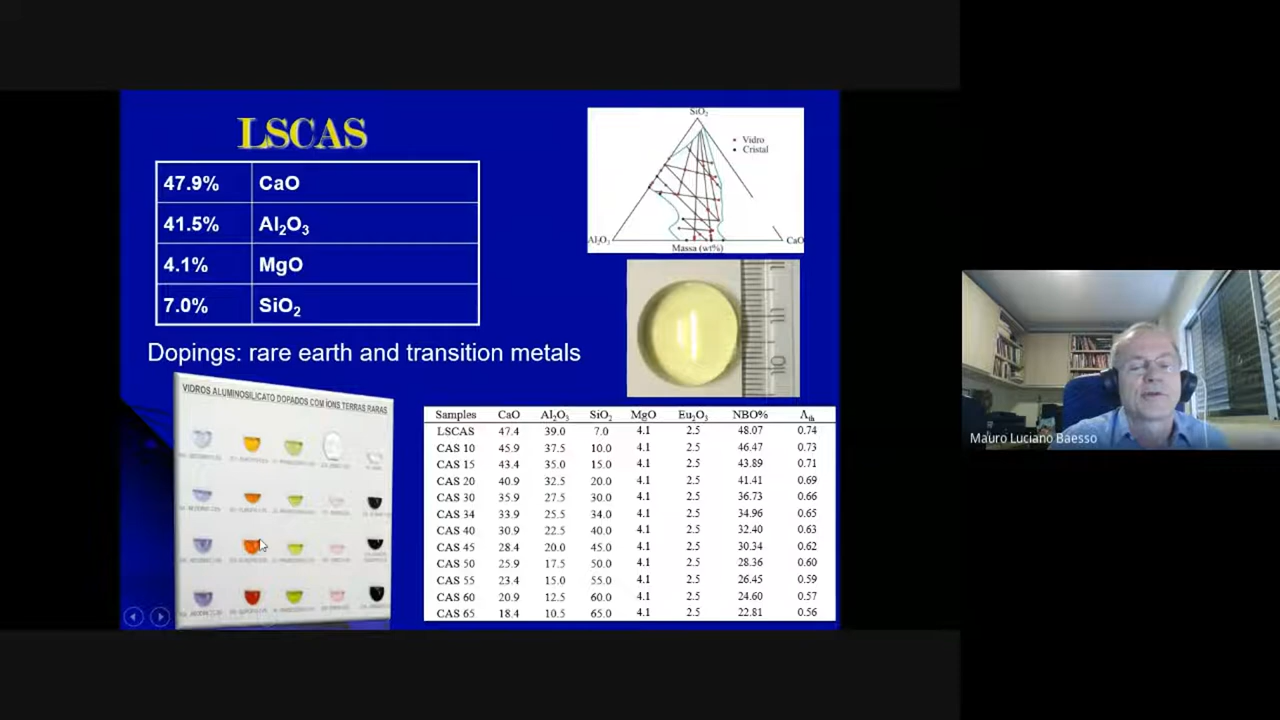 LSCAS
47.9% CaO
41.5% Al₂O₃
4.1% MgO
7.0% SiO₂
Dopings: rare earth and transition metals
SiO₂
Vidro
Cristal
Al₂O₃
CaO
Massa (wt%)
VIDROS ALUMINOSILICATO DOPADOS COM ÍONS TERRAS RARAS
Samples CaO Al₂O₃ SiO₂ MgO Eu₂O₃ NBO% Λth
LSCAS 47.4 39.0 7.0 4.1 2.5 48.07 0.74
CAS 10 45.9 37.5 10.0 4.1 2.5 46.47 0.73
CAS 15 43.4 35.0 15.0 4.1 2.5 43.89 0.71
CAS 20 40.9 32.5 20.0 4.1 2.5 41.41 0.69
CAS 30 35.9 27.5 30.0 4.1 2.5 36.73 0.66
CAS 34 33.9 25.5 34.0 4.1 2.5 34.96 0.65
CAS 40 30.9 22.5 40.0 4.1 2.5 32.40 0.63
CAS 45 28.4 20.0 45.0 4.1 2.5 30.34 0.62
CAS 50 25.9 17.5 50.0 4.1 2.5 28.36 0.60
CAS 55 23.4 15.0 55.0 4.1 2.5 26.45 0.59
CAS 60 20.9 12.5 60.0 4.1 2.5 24.60 0.57
CAS 65 18.4 10.5 65.0 4.1 2.5 22.81 0.56
Mauro Luciano Baesso